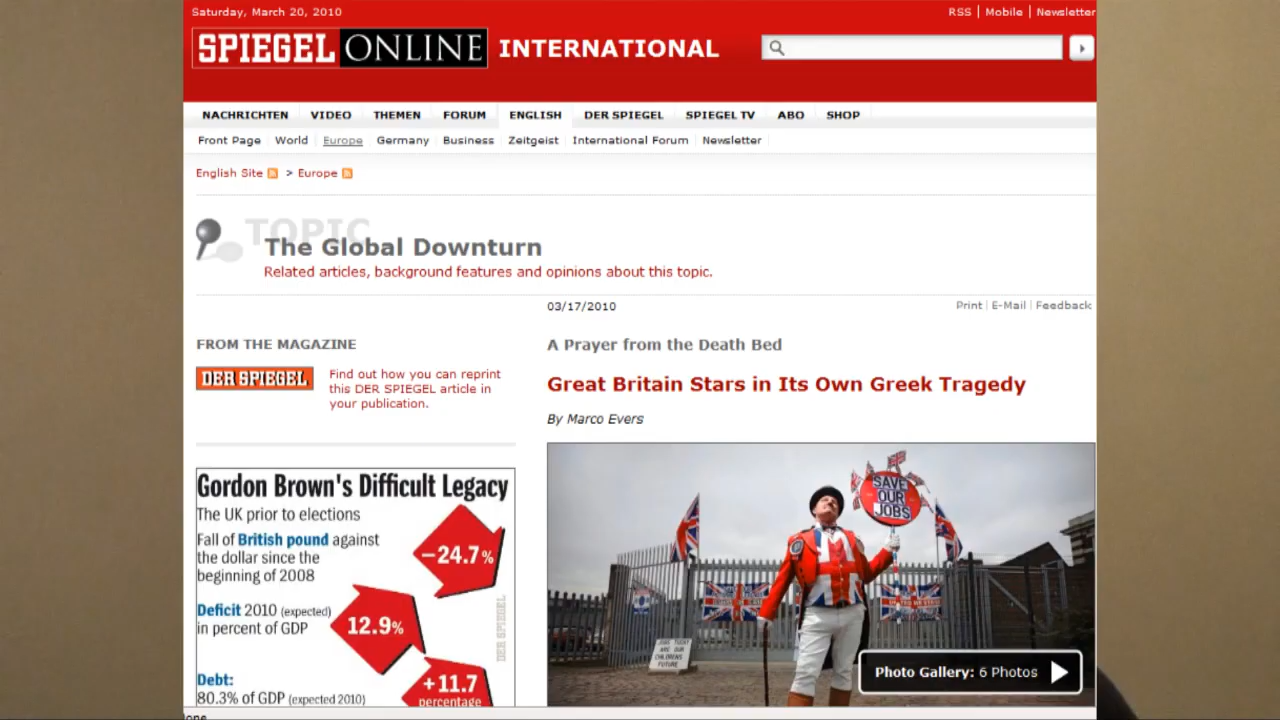 Saturday, March 20, 2010
RSS | Mobile | Newsletter
SPIEGEL ONLINE INTERNATIONAL
NACHRICHTEN VIDEO THEMEN FORUM ENGLISH DER SPIEGEL SPIEGEL TV ABO SHOP
Front Page World Europe Germany Business Zeitgeist International Forum Newsletter
English Site > Europe
TOPIC
The Global Downturn
Related articles, background features and opinions about this topic.
03/17/2010
Print | E-Mail | Feedback
FROM THE MAGAZINE
DER SPIEGEL
Find out how you can reprint
this DER SPIEGEL article in
your publication.
A Prayer from the Death Bed
Great Britain Stars in Its Own Greek Tragedy
By Marco Evers
Gordon Brown's Difficult Legacy
The UK prior to elections
Fall of British pound against
the dollar since the
beginning of 2008
−24.7%
Deficit 2010 (expected)
in percent of GDP
12.9%
Debt:
80.3% of GDP (expected 2010)
+11.7
percentage
DER SPIEGEL
SAVE
OUR
JOBS
JOBS TODAY
ARE OUR
CHILDRENS
FUTURE
Photo Gallery: 6 Photos